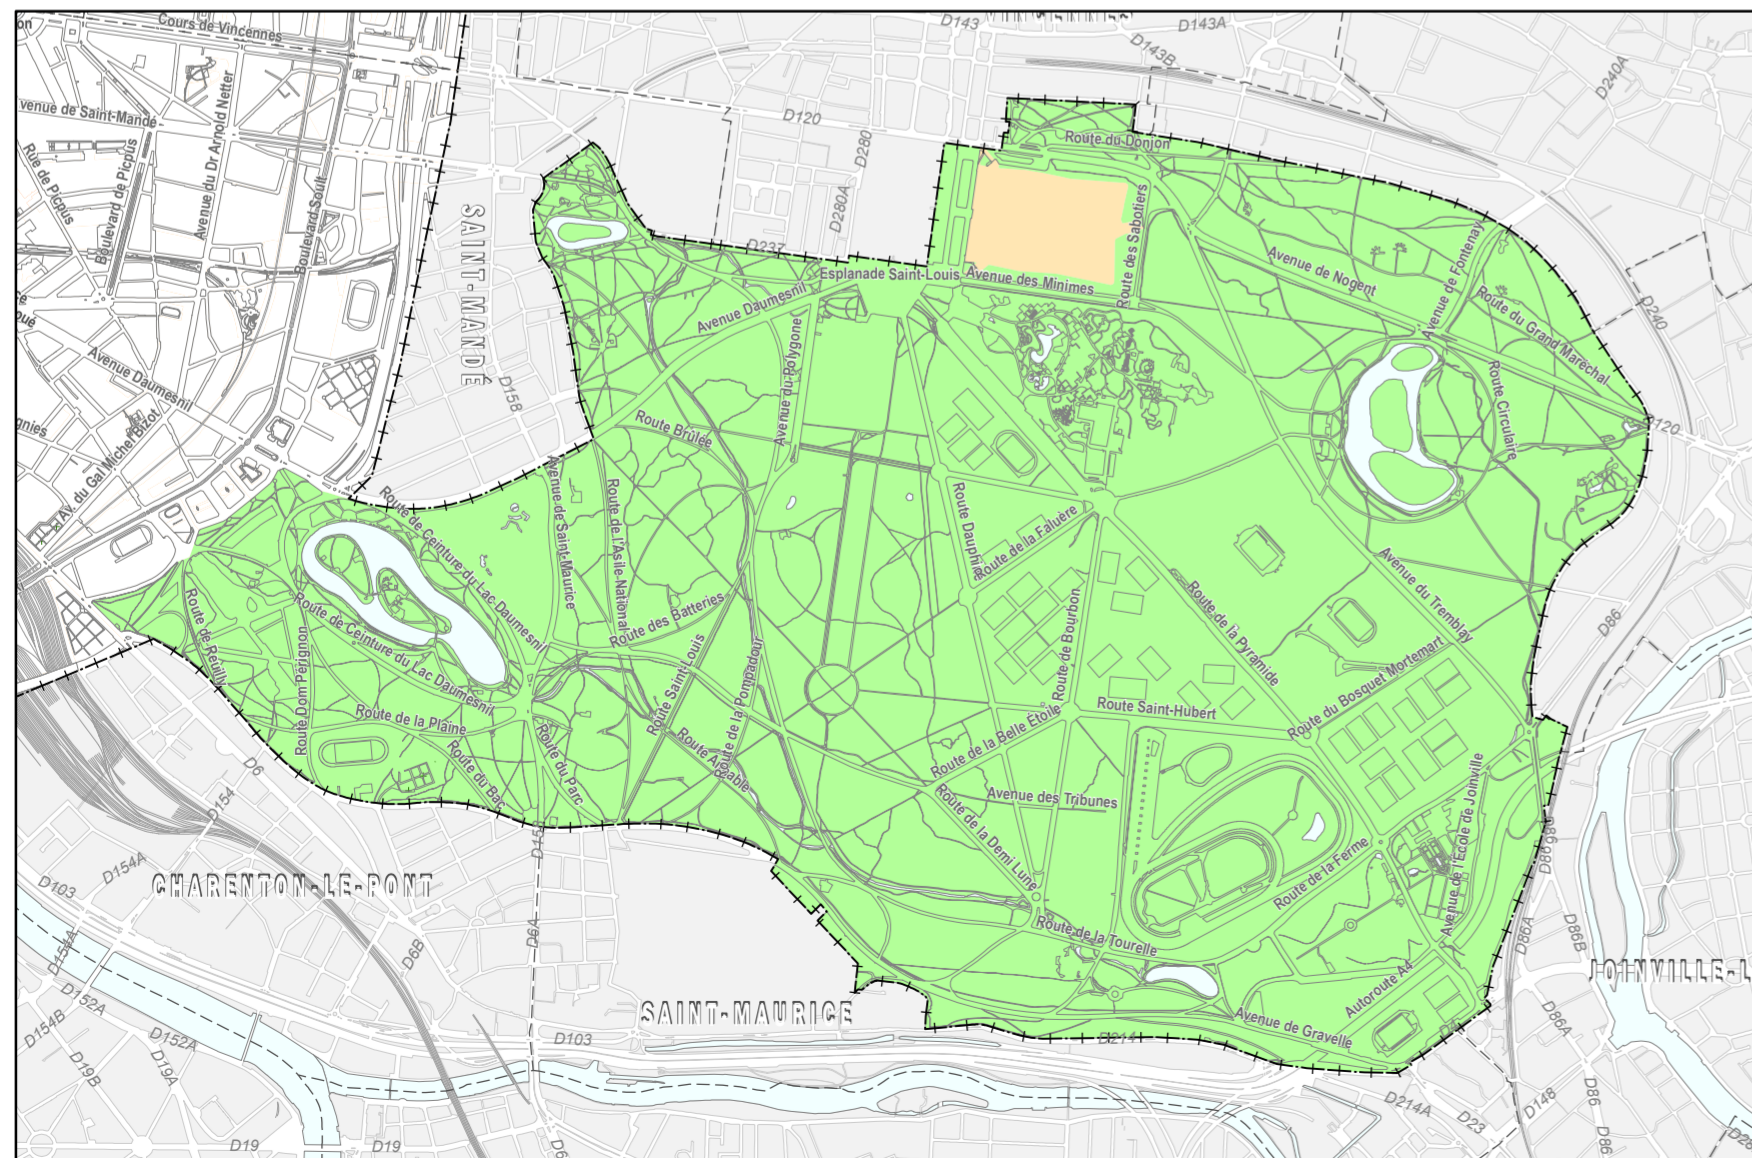 on
Cours de Vincennes
D143
D143A
D143B
D240A
Avenue du Dr Arnold Netter
venue de Saint-Mandé
D120
D280
Route du Donjon
Rue de Picpus
Boulevard de Picpus
Boulevard Soult
SAINT-MANDÉ
D280A
D237
Route des Sabotiers
Esplanade Saint-Louis
Avenue des Minimes
Avenue de Nogent
Avenue de Fontenay
Route du Grand Maréchal
D240
Avenue Daumesnil
Avenue du Polygone
Avenue Daumesnil
D158
Route Circulaire
D120
gnies
Av. du Gal Michel Bizot
Route Brûlée
Avenue de Saint-Maurice
Route de l'Asile-National
Route de Ceinture du Lac Daumesnil
Route Dauphine
Route de la Faluère
Avenue du Tremblay
Route de la Pyramide
D86
Route de Reuilly
Route Dom Pérignon
Route de Ceinture du Lac Daumesnil
Route des Batteries
Route Saint-Louis
Route de la Pompadour
Route de Bourbon
Route du Bosquet Mortemart
Route de la Plaine
Route du Bac
Route du Parc
Route Saint-Hubert
Route de la Belle Étoile
Avenue des Tribunes
Route de la Demi Lune
Avenue de l'École de Joinville
D6
D154
D154A
D103
CHARENTON-LE-PONT
Route de la Ferme
D86A
D86B
Route de la Tourelle
D6A
D6B
D154A
D152A
D154B
D152A
D19B
D19A
SAINT-MAURICE
JOINVILLE-L
Autoroute A4
Avenue de Gravelle
D103
D214
D86A
D214A
D23
D148
D86
D86
D19
D19
D6